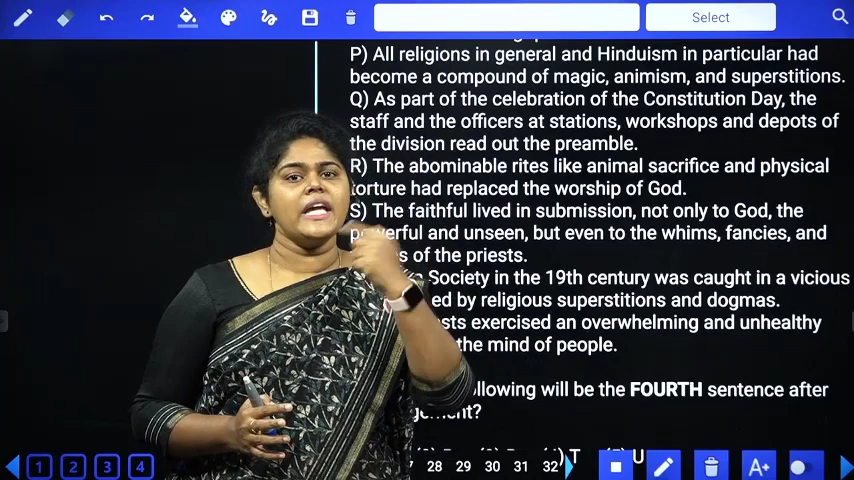 Select
P) All religions in general and Hinduism in particular had
become a compound of magic, animism, and superstitions.
Q) As part of the celebration of the Constitution Day, the
staff and the officers at stations, workshops and depots of
the division read out the preamble.
R) The abominable rites like animal sacrifice and physical
torture had replaced the worship of God.
S) The faithful lived in submission, not only to God, the
powerful and unseen, but even to the whims, fancies, and
of the priests.
Society in the 19th century was caught in a vicious
by religious superstitions and dogmas.
exercised an overwhelming and unhealthy
the mind of people.
will be the FOURTH sentence after
1 2 3 4 28 29 30 31 32 A+